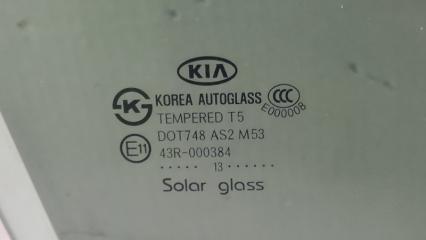 KIA
KOREA AUTOGLASS
CCC
E000008
TEMPERED T5
DOT748 AS2 M53
E11
43R-000384
····· 13 ······
Solar glass